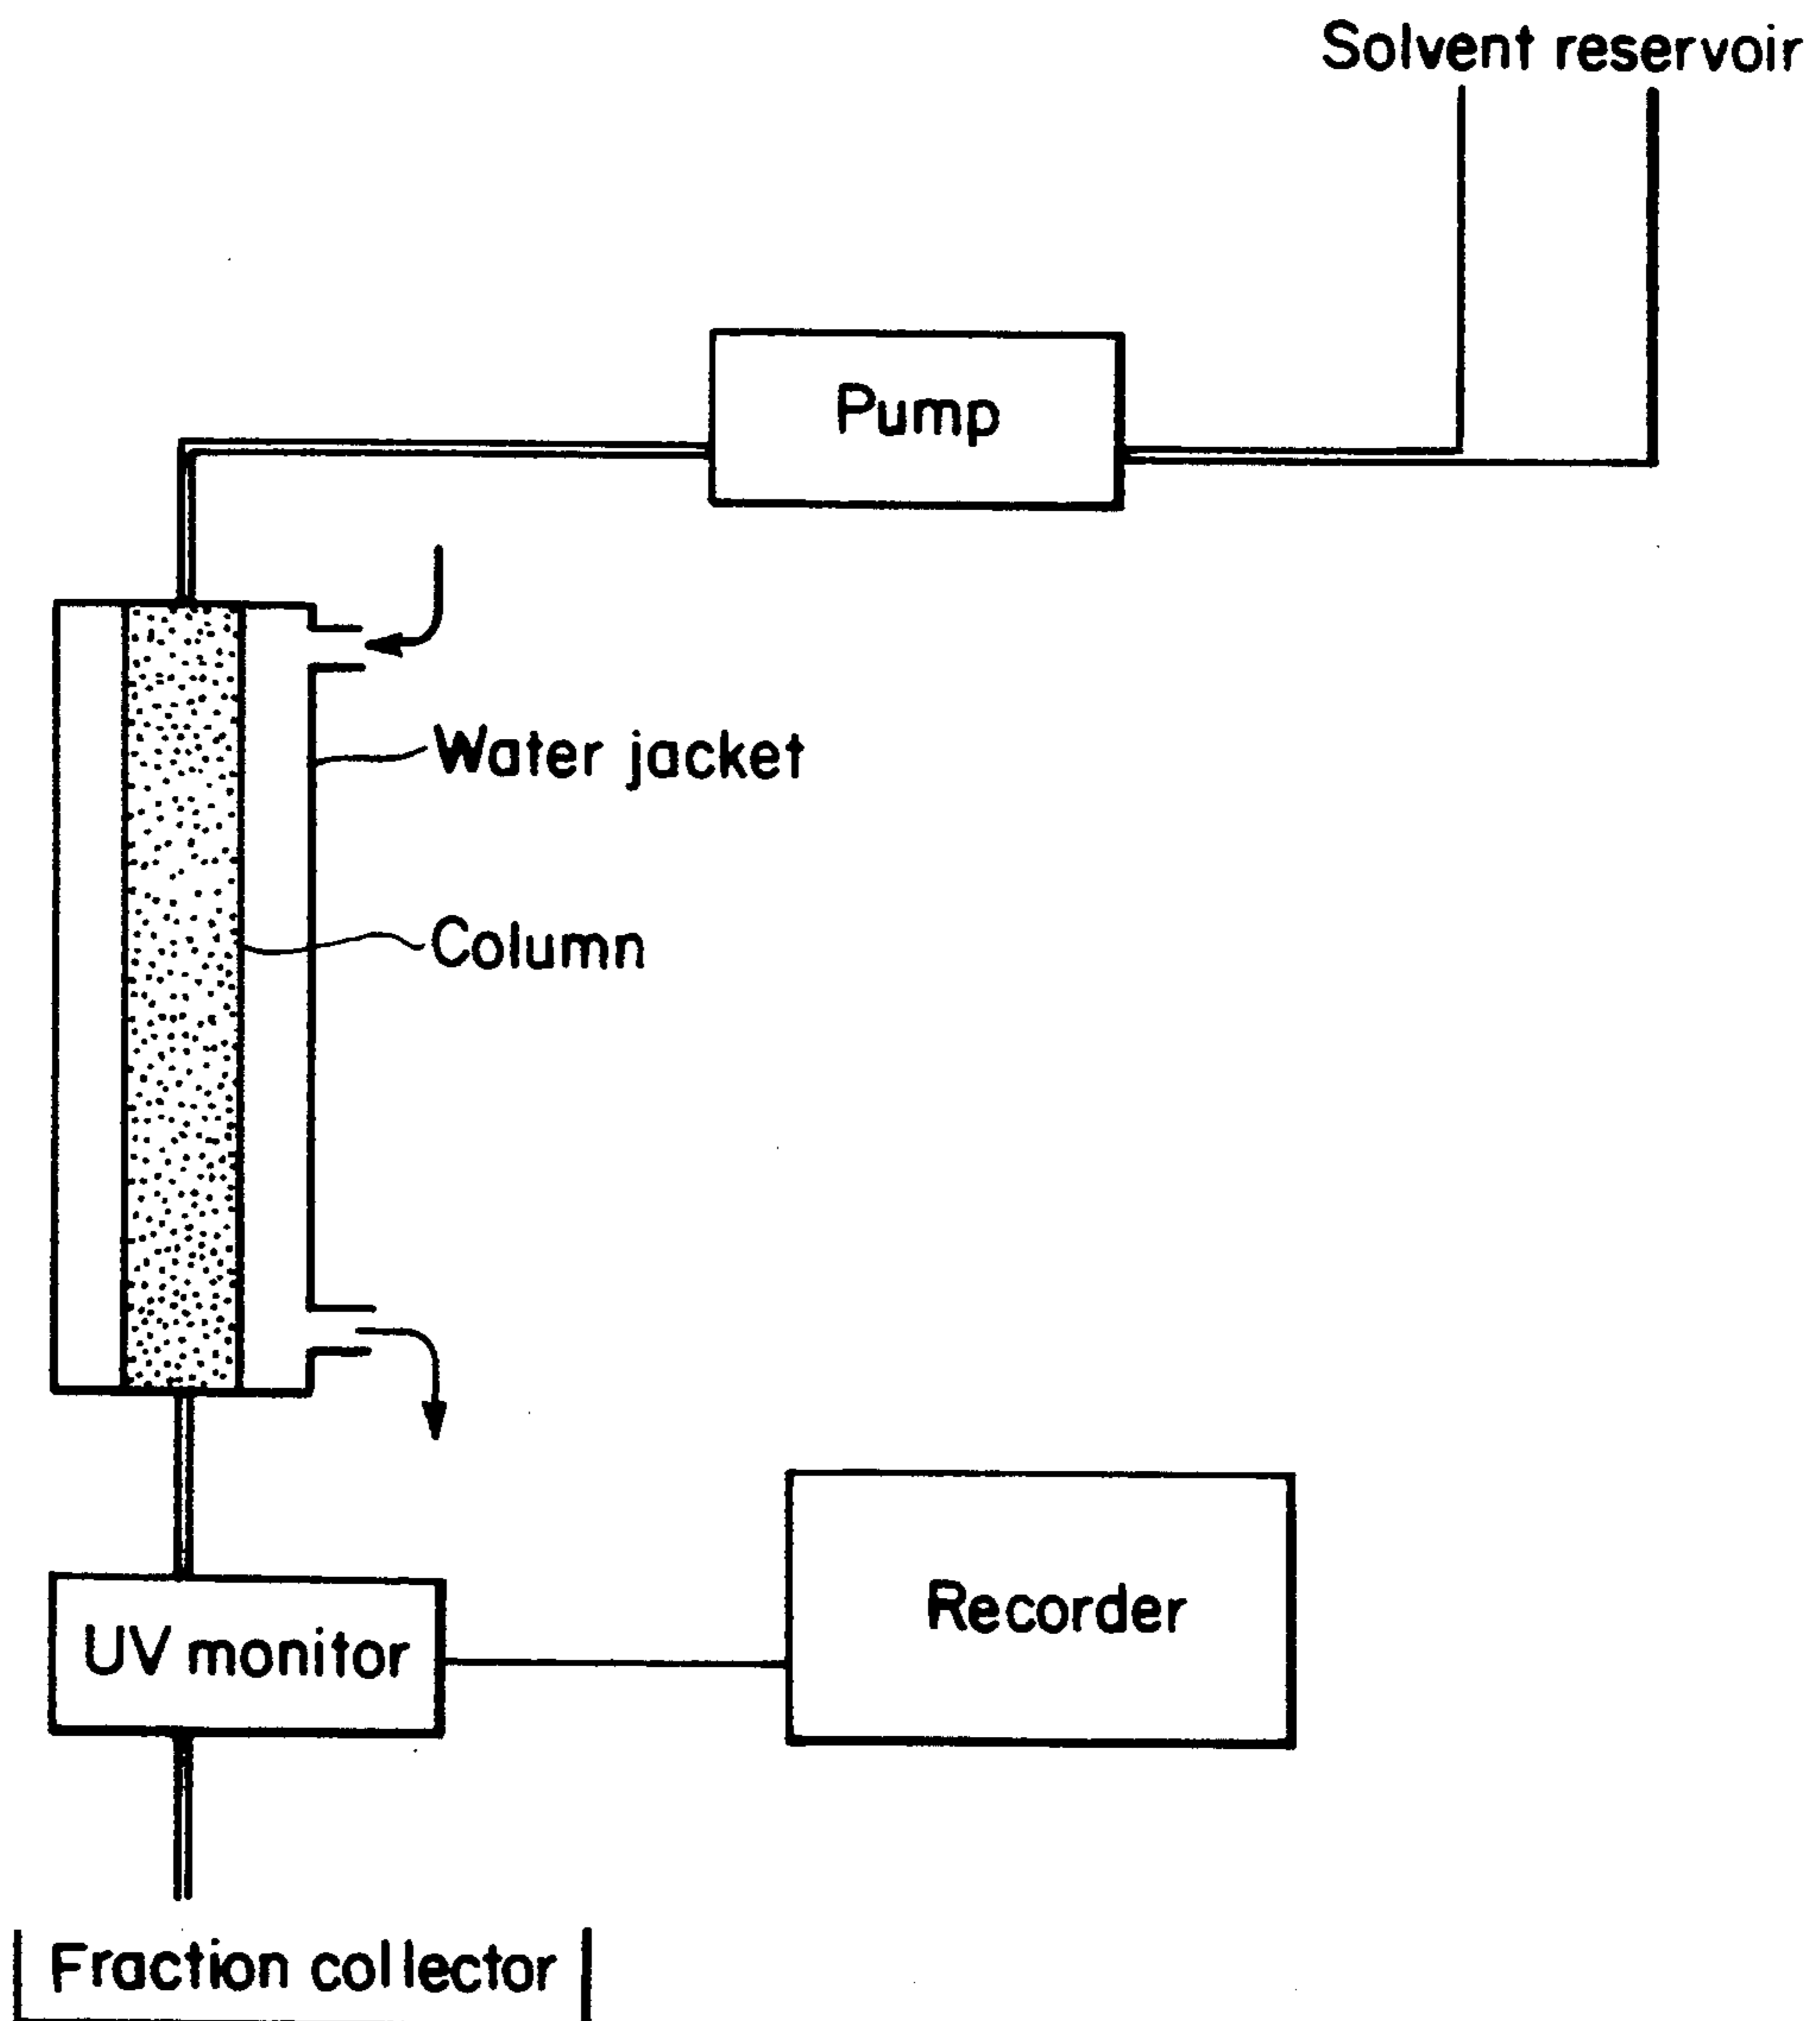 Solvent reservoir
Pump
Water jacket
Column
Recorder
UV monitor
Fraction collector